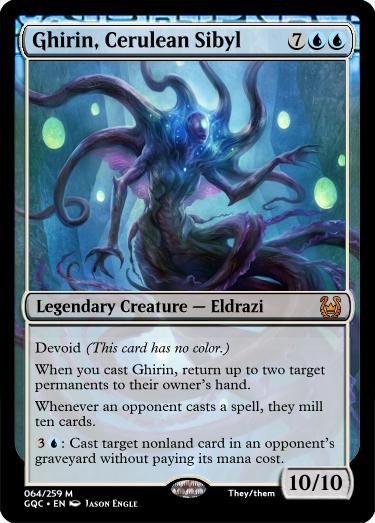 Ghirin, Cerulean Sibyl 7
Legendary Creature — Eldrazi
Devoid (This card has no color.)
When you cast Ghirin, return up to two target
permanents to their owner's hand.
Whenever an opponent casts a spell, they mill
ten cards.
3 : Cast target nonland card in an opponent's
graveyard without paying its mana cost.
10/10
064/259 M
GQC • EN Jason Engle
They/them